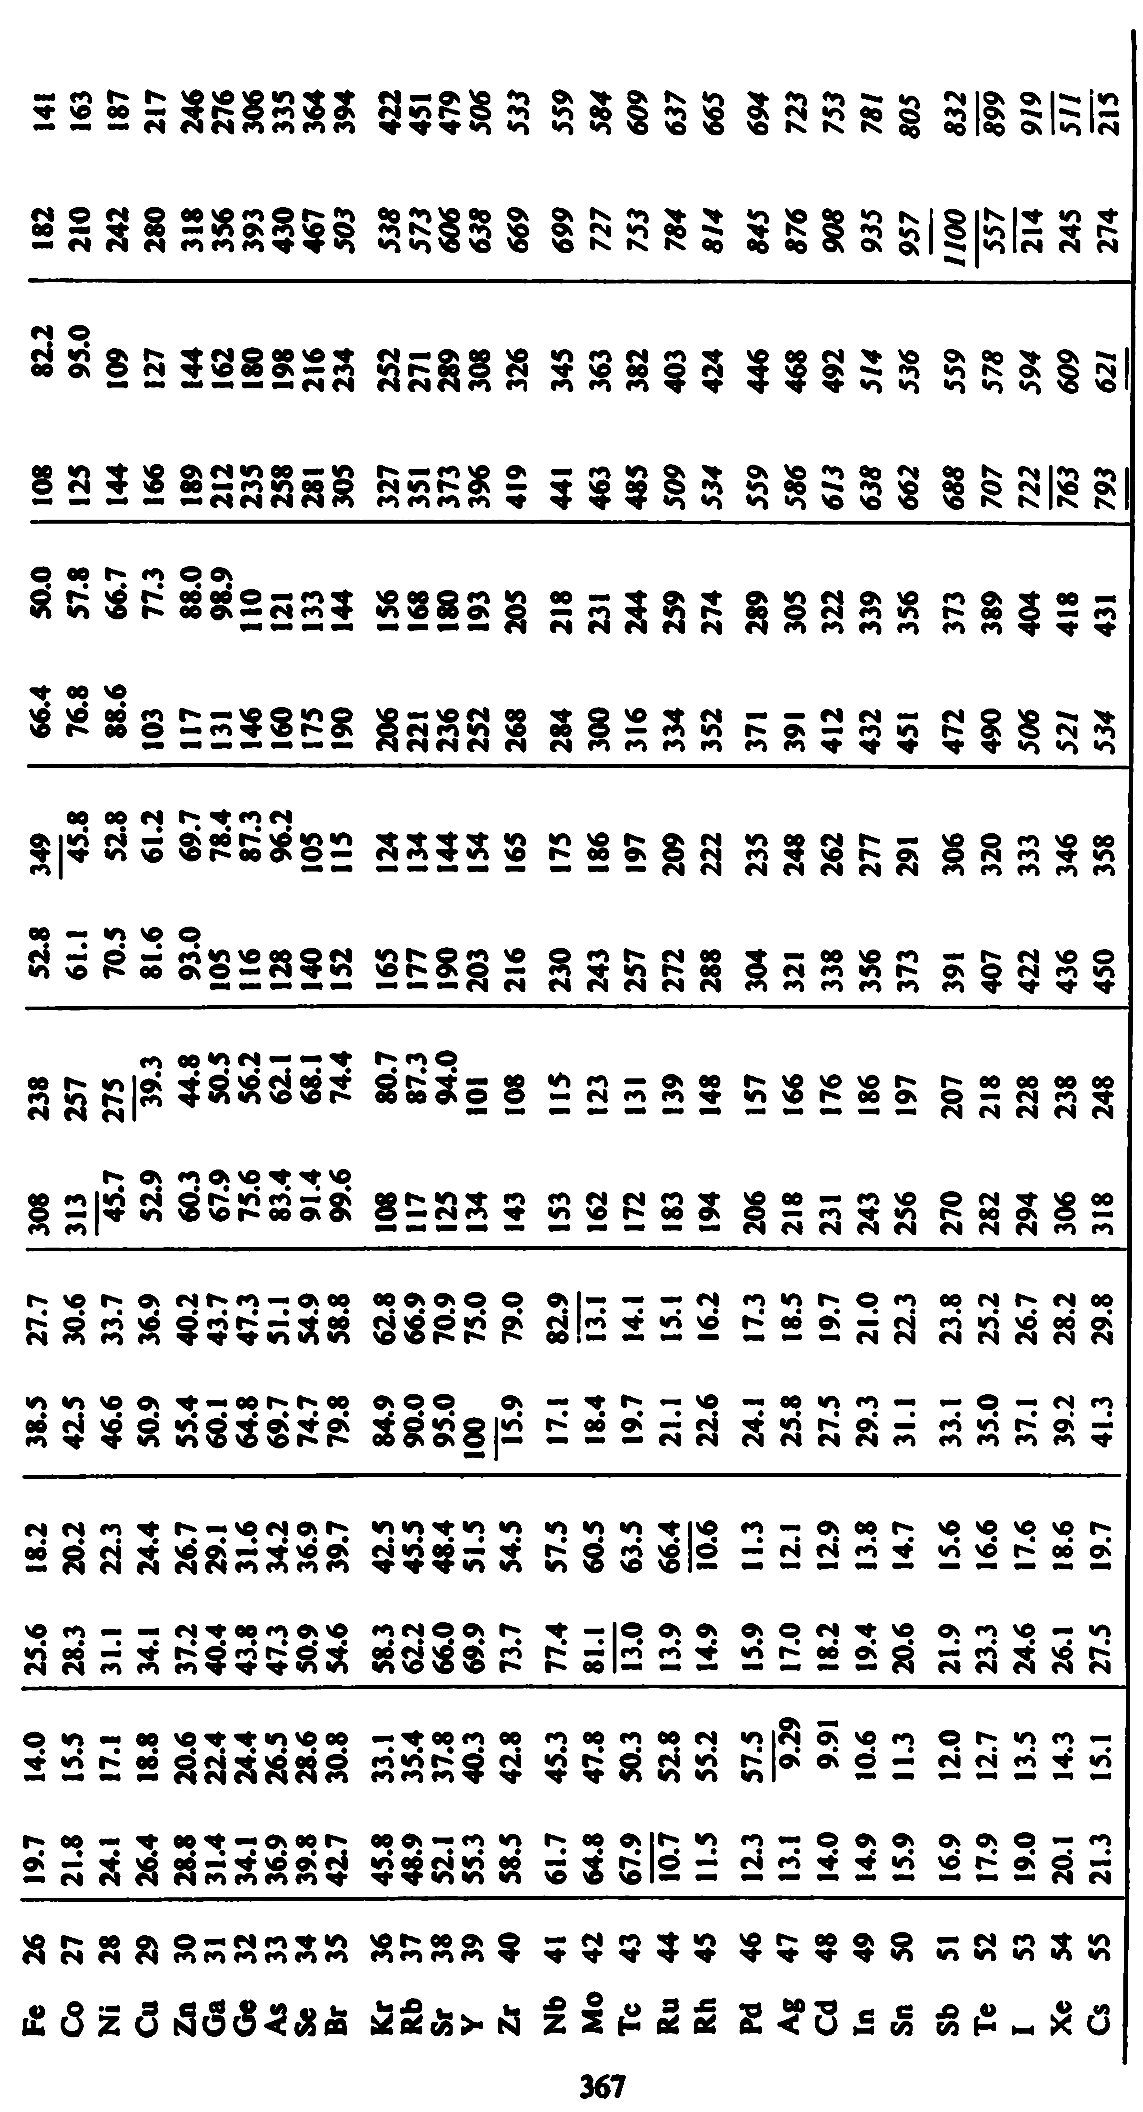 Fe 26 19.7 14.0 25.6 18.2 38.5 27.7 308 238 52.8 349 66.4 50.0 108 82.2 182 141
Co 27 21.8 15.5 28.3 20.2 42.5 30.6 313 257 61.1 45.8 76.8 57.8 125 95.0 210 163
Ni 28 24.1 17.1 31.1 22.3 46.6 33.7 45.7 275 70.5 52.8 88.6 66.7 144 109 242 187
Cu 29 26.4 18.8 34.1 24.4 50.9 36.9 52.9 39.3 81.6 61.2 103 77.3 166 127 280 217
Zn 30 28.8 20.6 37.2 26.7 55.4 40.2 60.3 44.8 93.0 69.7 117 88.0 189 144 318 246
Ga 31 31.4 22.4 40.4 29.1 60.1 43.7 67.9 50.5 105 78.4 131 98.9 212 162 356 276
Ge 32 34.1 24.4 43.8 31.6 64.8 47.3 75.6 56.2 116 87.3 146 110 235 180 393 306
As 33 36.9 26.5 47.3 34.2 69.7 51.1 83.4 62.1 128 96.2 160 121 258 198 430 335
Se 34 39.8 28.6 50.9 36.9 74.7 54.9 91.4 68.1 140 105 175 133 281 216 467 364
Br 35 42.7 30.8 54.6 39.7 79.8 58.8 99.6 74.4 152 115 190 144 305 234 503 394
Kr 36 45.8 33.1 58.3 42.5 84.9 62.8 108 80.7 165 124 206 156 327 252 538 422
Rb 37 48.9 35.4 62.2 45.5 90.0 66.9 117 87.3 177 134 221 168 351 271 573 451
Sr 38 52.1 37.8 66.0 48.4 95.0 70.9 125 94.0 190 144 236 180 373 289 606 479
Y 39 55.3 40.3 69.9 51.5 100 75.0 134 101 203 154 252 193 396 308 638 506
Zr 40 58.5 42.8 73.7 54.5 15.9 79.0 143 108 216 165 268 205 419 326 669 533
Nb 41 61.7 45.3 77.4 57.5 17.1 82.9 153 115 230 175 284 218 441 345 699 559
Mo 42 64.8 47.8 81.1 60.5 18.4 13.1 162 123 243 186 300 231 463 363 727 584
Tc 43 67.9 50.3 13.0 63.5 19.7 14.1 172 131 257 197 316 244 485 382 753 609
Ru 44 10.7 52.8 13.9 66.4 21.1 15.1 183 139 272 209 334 259 509 403 784 637
Rh 45 11.5 55.2 14.9 10.6 22.6 16.2 194 148 288 222 352 274 534 424 814 665
Pd 46 12.3 57.5 15.9 11.3 24.1 17.3 206 157 304 235 371 289 559 446 845 694
Ag 47 13.1 9.29 17.0 12.1 25.8 18.5 218 166 321 248 391 305 586 468 876 723
Cd 48 14.0 9.91 18.2 12.9 27.5 19.7 231 176 338 262 412 322 613 492 908 753
In 49 14.9 10.6 19.4 13.8 29.3 21.0 243 186 356 277 432 339 638 514 935 781
Sn 50 15.9 11.3 20.6 14.7 31.1 22.3 256 197 373 291 451 356 662 536 957 805
Sb 51 16.9 12.0 21.9 15.6 33.1 23.8 270 207 391 306 472 373 688 559 1100 832
Te 52 17.9 12.7 23.3 16.6 35.0 25.2 282 218 407 320 490 389 707 578 557 899
I 53 19.0 13.5 24.6 17.6 37.1 26.7 294 228 422 333 506 404 722 594 214 919
Xe 54 20.1 14.3 26.1 18.6 39.2 28.2 306 238 436 346 521 418 763 609 245 511
Cs 55 21.3 15.1 27.5 19.7 41.3 29.8 318 248 450 358 534 431 793 621 274 215
367